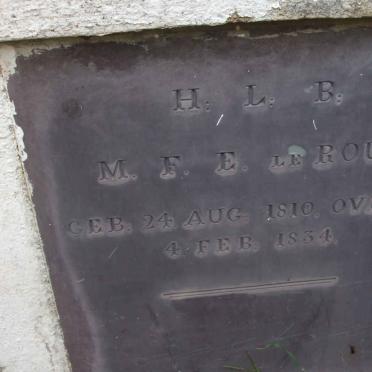 H. L. B.
M. F. E. LE ROU
GEB. 24 AUG. 1810, OV
4. FEB. 1834.